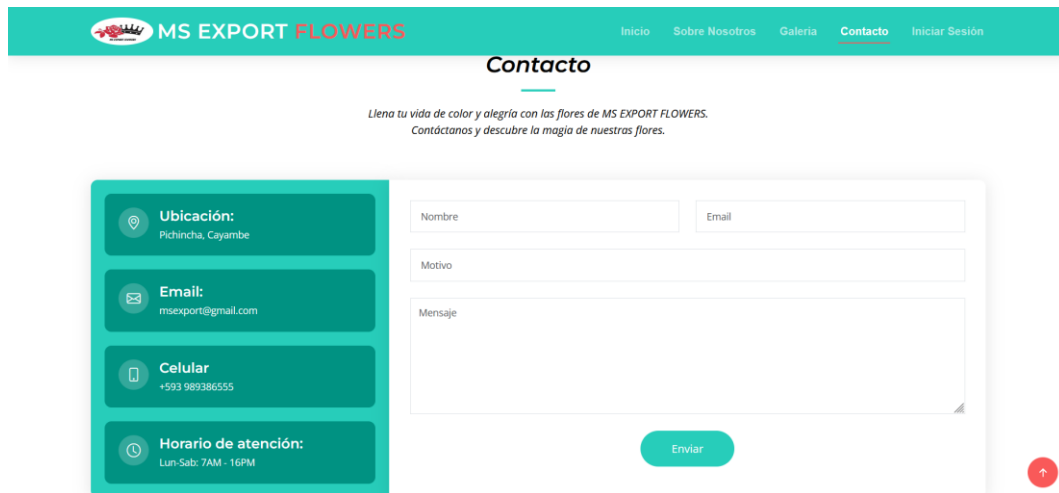 MS EXPORT FLOWERS
Inicio Sobre Nosotros Galeria Contacto Iniciar Sesión
Contacto
Llena tu vida de color y alegría con las flores de MS EXPORT FLOWERS.
Contáctanos y descubre la magia de nuestras flores.
Ubicación:
Pichincha, Cayambe
Email:
msexport@gmail.com
Celular
+593 989386555
Horario de atención:
Lun-Sab: 7AM - 16PM
Nombre
Email
Motivo
Mensaje
Enviar